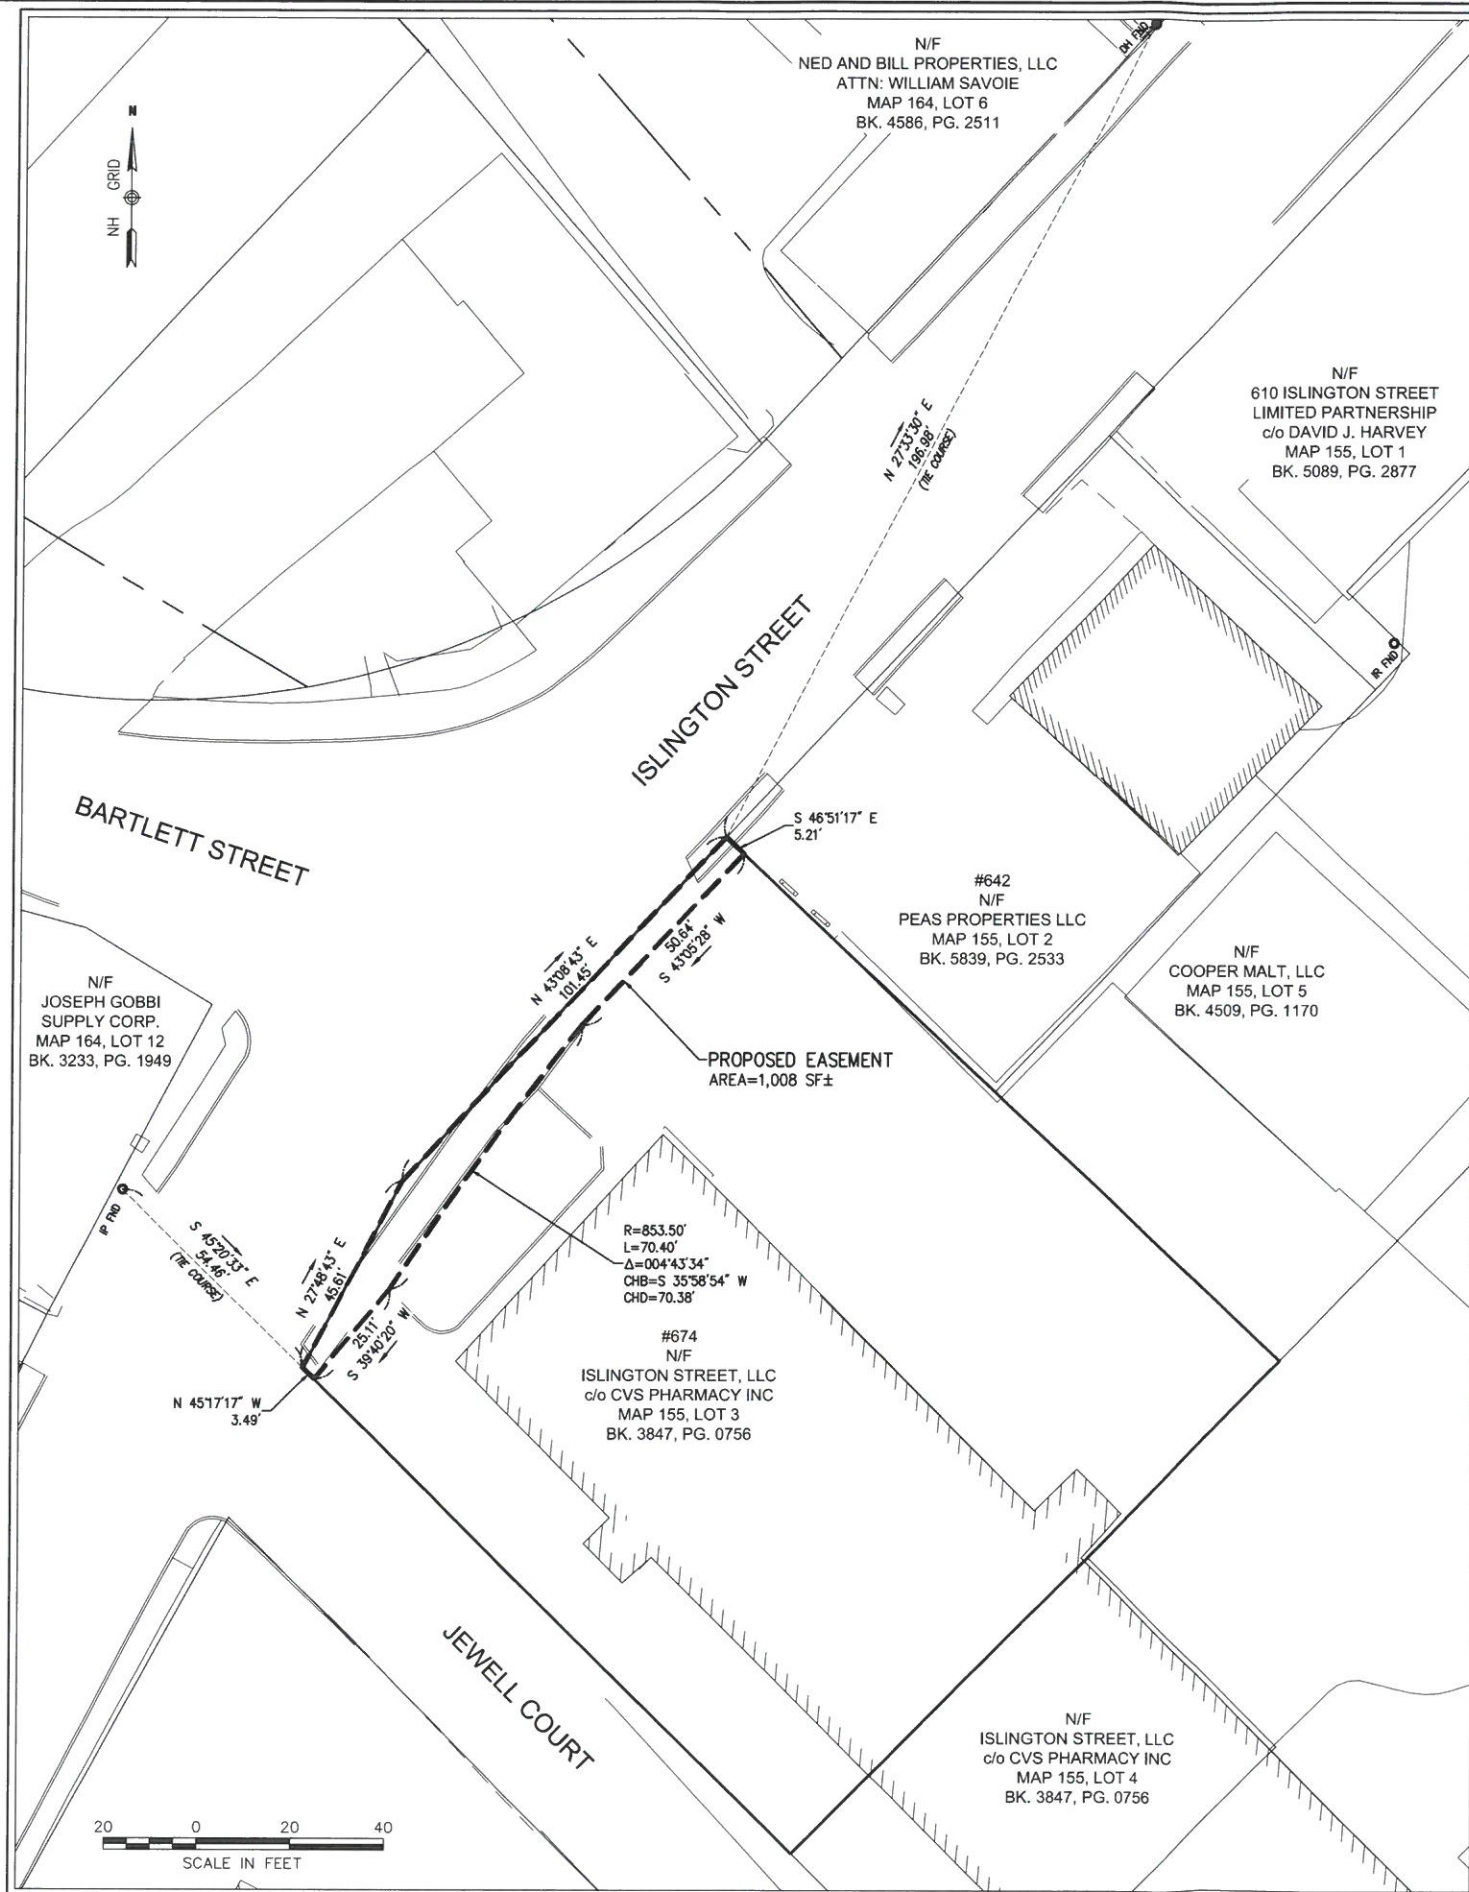 N/F
NED AND BILL PROPERTIES, LLC
ATTN: WILLIAM SAVOIE
MAP 164, LOT 6
BK. 4586, PG. 2511
DH FND
N
NH GRID
N/F
610 ISLINGTON STREET
LIMITED PARTNERSHIP
c/o DAVID J. HARVEY
MAP 155, LOT 1
BK. 5089, PG. 2877
N 27°33'30" E
196.98'
(TIE COURSE)
IR FND
ISLINGTON STREET
BARTLETT STREET
S 46°51'17" E
5.21'
#642
N/F
PEAS PROPERTIES LLC
MAP 155, LOT 2
BK. 5839, PG. 2533
N/F
COOPER MALT, LLC
MAP 155, LOT 5
BK. 4509, PG. 1170
N/F
JOSEPH GOBBI
SUPPLY CORP.
MAP 164, LOT 12
BK. 3233, PG. 1949
N 43°08'43" E
101.45'
50.64'
S 43°05'28" W
PROPOSED EASEMENT
AREA=1,008 SF±
IP FND
S 45°20'33" E
54.46'
(TIE COURSE)
N 27°48'43" E
45.61'
R=853.50'
L=70.40'
Δ=004°43'34"
CHB=S 35°58'54" W
CHD=70.38'
25.11'
S 39°40'20" W
N 45°17'17" W
3.49'
#674
N/F
ISLINGTON STREET, LLC
c/o CVS PHARMACY INC
MAP 155, LOT 3
BK. 3847, PG. 0756
JEWELL COURT
N/F
ISLINGTON STREET, LLC
c/o CVS PHARMACY INC
MAP 155, LOT 4
BK. 3847, PG. 0756
20 0 20 40
SCALE IN FEET